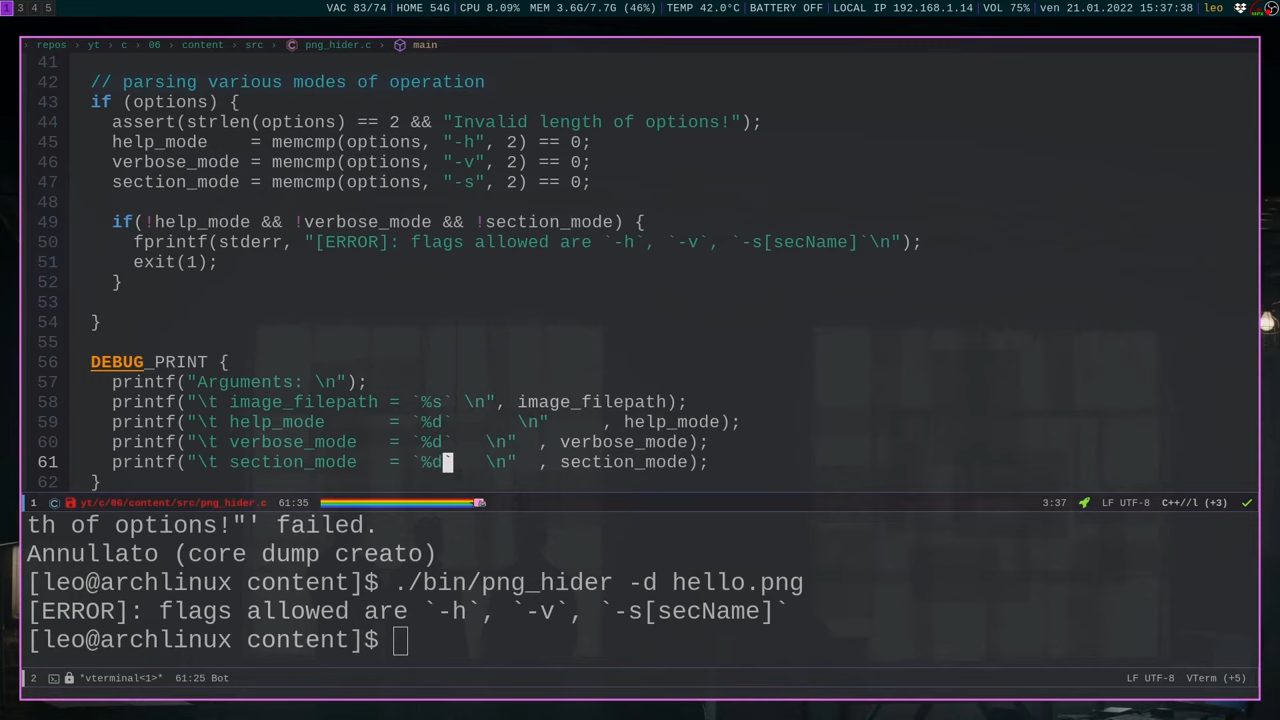 1 3 4 5 VAC 83/74 HOME 54G CPU 8.09% MEM 3.6G/7.7G (46%) TEMP 42.0°C BATTERY OFF LOCAL IP 192.168.1.14 VOL 75% ven 21.01.2022 15:37:38 leo
› repos › yt › c › 06 › content › src › png_hider.c › main
41
42 // parsing various modes of operation
43 if (options) {
44 assert(strlen(options) == 2 && "Invalid length of options!");
45 help_mode    = memcmp(options, "-h", 2) == 0;
46 verbose_mode = memcmp(options, "-v", 2) == 0;
47 section_mode = memcmp(options, "-s", 2) == 0;
48
49 if(!help_mode && !verbose_mode && !section_mode) {
50 fprintf(stderr, "[ERROR]: flags allowed are `-h`, `-v`, `-s[secName]`\n");
51 exit(1);
52 }
53
54 }
55
56 DEBUG_PRINT {
57 printf("Arguments: \n");
58 printf("\t image_filepath = `%s` \n", image_filepath);
59 printf("\t help_mode      = `%d`      \n"     , help_mode);
60 printf("\t verbose_mode   = `%d`   \n"  , verbose_mode);
61 printf("\t section_mode   = `%d`   \n"  , section_mode);
62 }
1 yt/c/06/content/src/png_hider.c 61:35 3:37 LF UTF-8 C++//l (+3)
th of options!"' failed.
Annullato (core dump creato)
[leo@archlinux content]$ ./bin/png_hider -d hello.png
[ERROR]: flags allowed are `-h`, `-v`, `-s[secName]`
[leo@archlinux content]$
2 *vterminal<1>* 61:25 Bot LF UTF-8 VTerm (+5)